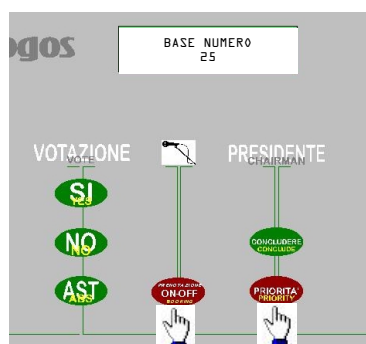 ogos
BASE NUMERO
25
VOTAZIONE
VOTE
PRESIDENTE
CHAIRMAN
SI
YES
NO
NO
AST
ABS
PRENOTAZIONE
ON-OFF
BOOKING
CONCLUDERE
CONCLUDE
PRIORITA'
PRIORITY